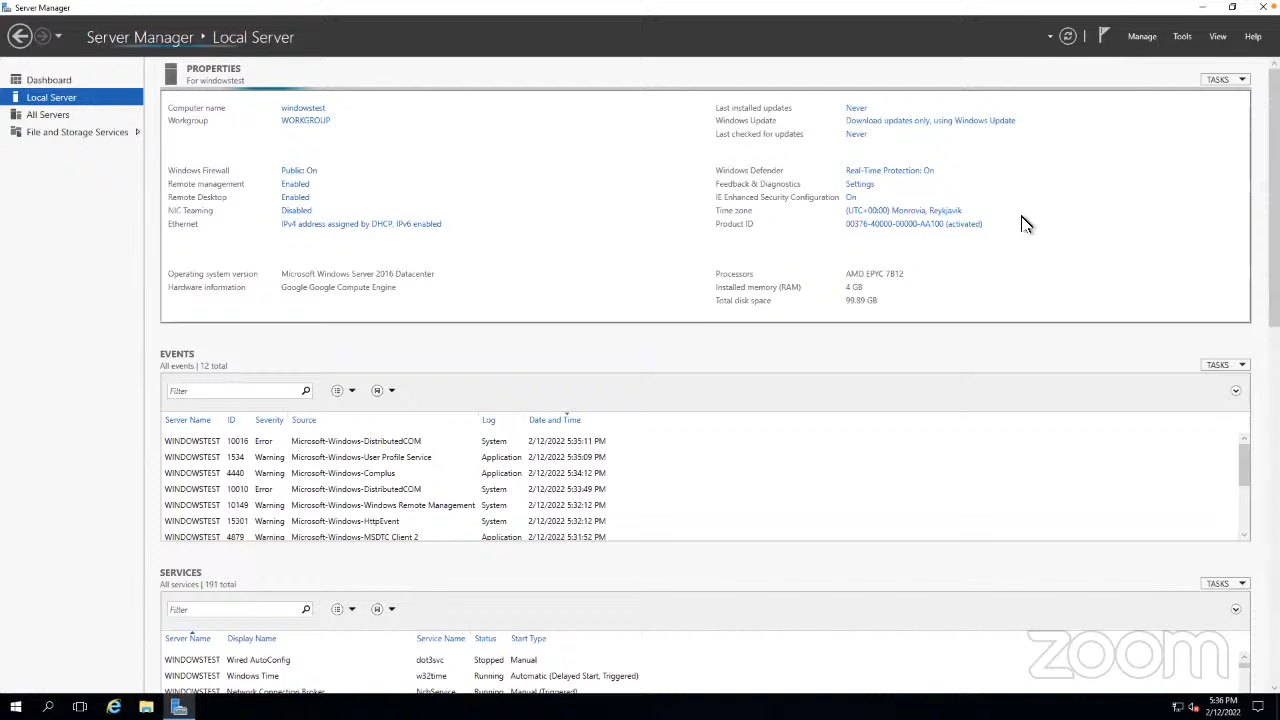 Server Manager
Server Manager ‣ Local Server
Manage Tools View Help
Dashboard
Local Server
All Servers
File and Storage Services
PROPERTIES
For windowstest
TASKS
Computer name windowstest
Workgroup WORKGROUP
Last installed updates Never
Windows Update Download updates only, using Windows Update
Last checked for updates Never
Windows Firewall Public: On
Remote management Enabled
Remote Desktop Enabled
NIC Teaming Disabled
Ethernet IPv4 address assigned by DHCP, IPv6 enabled
Windows Defender Real-Time Protection: On
Feedback & Diagnostics Settings
IE Enhanced Security Configuration On
Time zone (UTC+00:00) Monrovia, Reykjavik
Product ID 00376-40000-00000-AA100 (activated)
Operating system version Microsoft Windows Server 2016 Datacenter
Hardware information Google Google Compute Engine
Processors AMD EPYC 7B12
Installed memory (RAM) 4 GB
Total disk space 99.89 GB
EVENTS
All events | 12 total
TASKS
Filter
Server Name ID Severity Source Log Date and Time
WINDOWSTEST 10016 Error Microsoft-Windows-DistributedCOM System 2/12/2022 5:35:11 PM
WINDOWSTEST 1534 Warning Microsoft-Windows-User Profile Service Application 2/12/2022 5:35:09 PM
WINDOWSTEST 4440 Warning Microsoft-Windows-Complus Application 2/12/2022 5:34:12 PM
WINDOWSTEST 10010 Error Microsoft-Windows-DistributedCOM System 2/12/2022 5:33:49 PM
WINDOWSTEST 10149 Warning Microsoft-Windows-Windows Remote Management System 2/12/2022 5:32:12 PM
WINDOWSTEST 15301 Warning Microsoft-Windows-HttpEvent System 2/12/2022 5:32:12 PM
WINDOWSTEST 4879 Warning Microsoft-Windows-MSDTC Client 2 Application 2/12/2022 5:31:52 PM
SERVICES
All services | 191 total
TASKS
Filter
Server Name Display Name Service Name Status Start Type
WINDOWSTEST Wired AutoConfig dot3svc Stopped Manual
WINDOWSTEST Windows Time w32time Running Automatic (Delayed Start, Triggered)
WINDOWSTEST Network Connection Broker NcbService Running Manual (Triggered)
zoom
5:36 PM
2/12/2022